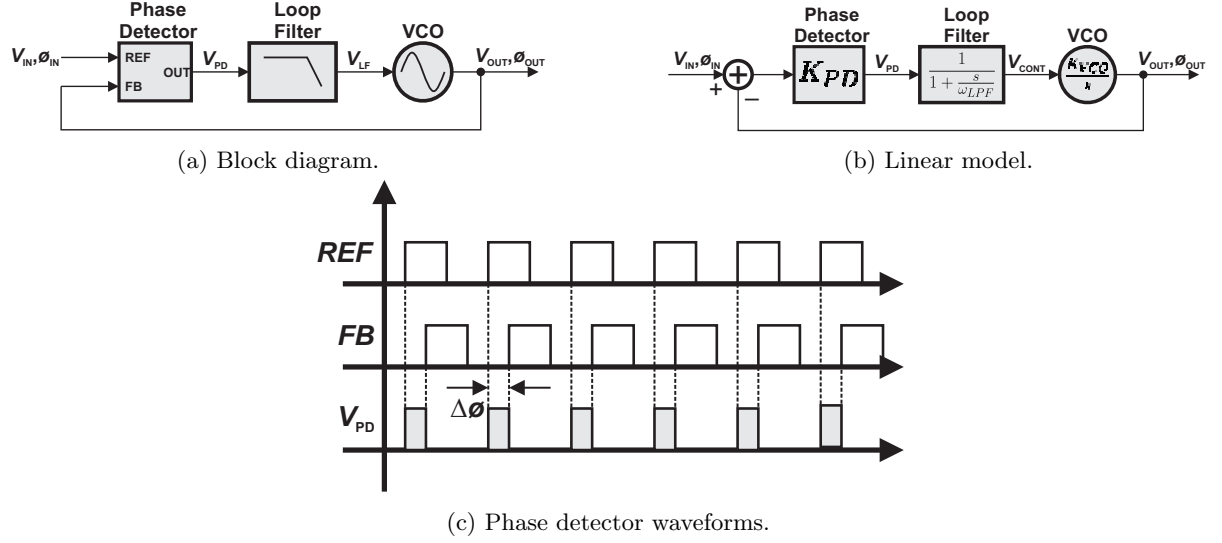 Phase Detector
Loop Filter
VCO
V_IN,ø_IN
REF
FB
OUT
V_PD
V_LF
V_OUT,ø_OUT
(a) Block diagram.
Phase Detector
Loop Filter
VCO
V_IN,ø_IN
+
+
−
K_PD
V_PD
1 / (1 + s/ω_LPF)
V_CONT
K_VCO / s
V_OUT,ø_OUT
(b) Linear model.
REF
FB
Δø
V_PD
(c) Phase detector waveforms.